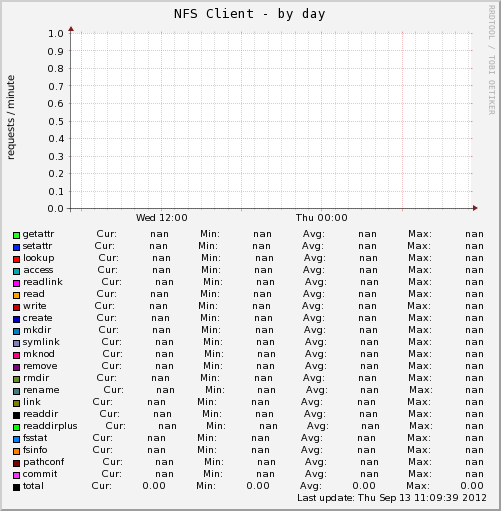 NFS Client - by day
RRDTOOL / TOBI OETIKER
requests / minute
1.0
0.9
0.8
0.7
0.6
0.5
0.4
0.3
0.2
0.1
0.0
Wed 12:00 Thu 00:00
getattr Cur: nan Min: nan Avg: nan Max: nan
setattr Cur: nan Min: nan Avg: nan Max: nan
lookup Cur: nan Min: nan Avg: nan Max: nan
access Cur: nan Min: nan Avg: nan Max: nan
readlink Cur: nan Min: nan Avg: nan Max: nan
read Cur: nan Min: nan Avg: nan Max: nan
write Cur: nan Min: nan Avg: nan Max: nan
create Cur: nan Min: nan Avg: nan Max: nan
mkdir Cur: nan Min: nan Avg: nan Max: nan
symlink Cur: nan Min: nan Avg: nan Max: nan
mknod Cur: nan Min: nan Avg: nan Max: nan
remove Cur: nan Min: nan Avg: nan Max: nan
rmdir Cur: nan Min: nan Avg: nan Max: nan
rename Cur: nan Min: nan Avg: nan Max: nan
link Cur: nan Min: nan Avg: nan Max: nan
readdir Cur: nan Min: nan Avg: nan Max: nan
readdirplus Cur: nan Min: nan Avg: nan Max: nan
fsstat Cur: nan Min: nan Avg: nan Max: nan
fsinfo Cur: nan Min: nan Avg: nan Max: nan
pathconf Cur: nan Min: nan Avg: nan Max: nan
commit Cur: nan Min: nan Avg: nan Max: nan
total Cur: 0.00 Min: 0.00 Avg: 0.00 Max: 0.00
Last update: Thu Sep 13 11:09:39 2012